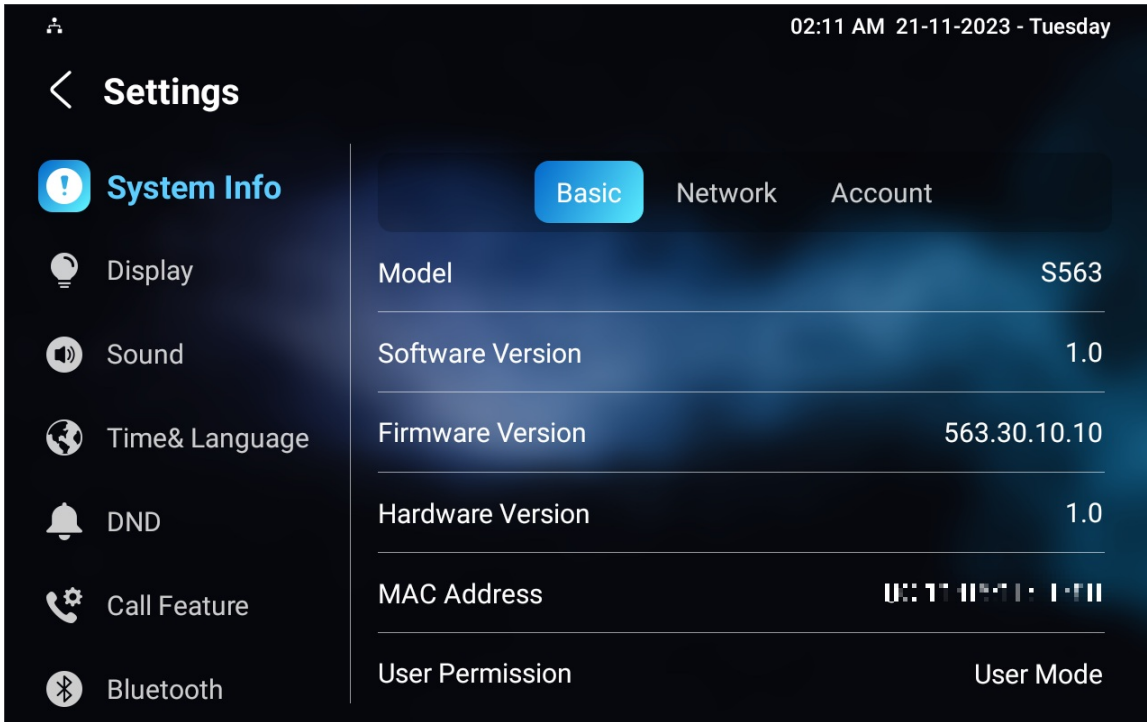 02:11 AM 21-11-2023 - Tuesday
Settings
System Info
Display
Sound
Time& Language
DND
Call Feature
Bluetooth
Basic Network Account
Model S563
Software Version 1.0
Firmware Version 563.30.10.10
Hardware Version 1.0
MAC Address
User Permission User Mode